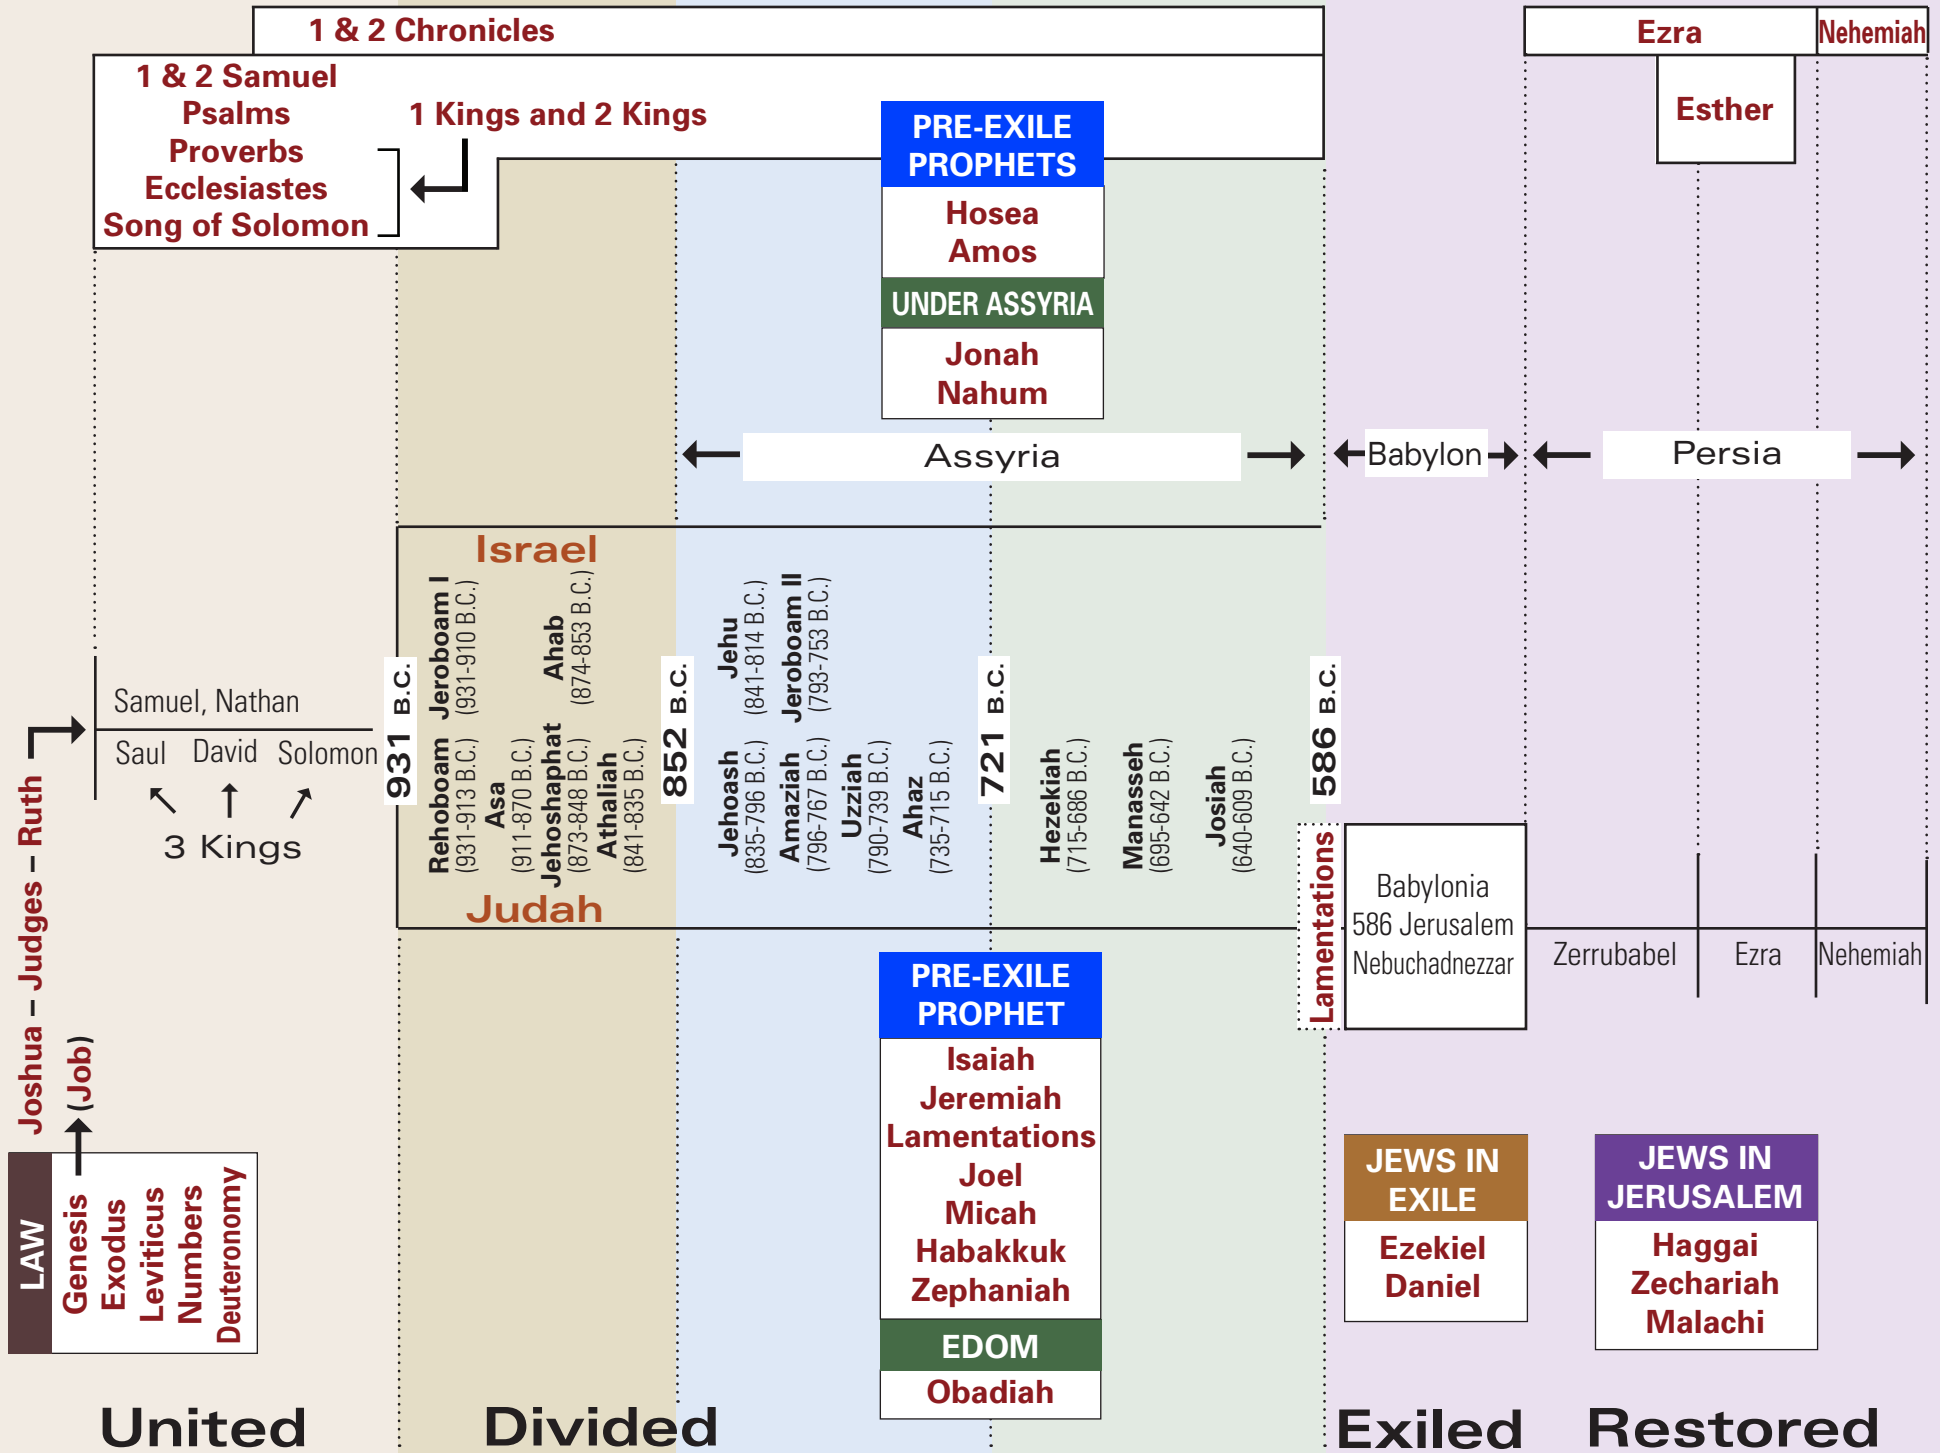 1 & 2 Chronicles
Ezra
Nehemiah
1 & 2 Samuel
Psalms
Proverbs
Ecclesiastes
Song of Solomon
1 Kings and 2 Kings
Esther
PRE-EXILE
PROPHETS
Hosea
Amos
UNDER ASSYRIA
Jonah
Nahum
Assyria
Babylon
Persia
Israel
Jeroboam I
(931-910 B.C.)
Ahab
(874-853 B.C.)
Jehu
(841-814 B.C.)
Jeroboam II
(793-753 B.C.)
Samuel, Nathan
Saul
David
Solomon
3 Kings
931 B.C.
852 B.C.
721 B.C.
586 B.C.
Rehoboam
(931-913 B.C.)
Asa
(911-870 B.C.)
Jehoshaphat
(873-848 B.C.)
Athaliah
(841-835 B.C.)
Jehoash
(835-796 B.C.)
Amaziah
(796-767 B.C.)
Uzziah
(790-739 B.C.)
Ahaz
(735-715 B.C.)
Hezekiah
(715-686 B.C.)
Manasseh
(695-642 B.C.)
Josiah
(640-609 B.C.)
Judah
Lamentations
Babylonia
586 Jerusalem
Nebuchadnezzar
Zerrubabel
Ezra
Nehemiah
Joshua – Judges – Ruth
(Job)
LAW
Genesis
Exodus
Leviticus
Numbers
Deuteronomy
PRE-EXILE
PROPHET
Isaiah
Jeremiah
Lamentations
Joel
Micah
Habakkuk
Zephaniah
EDOM
Obadiah
JEWS IN
EXILE
Ezekiel
Daniel
JEWS IN
JERUSALEM
Haggai
Zechariah
Malachi
United
Divided
Exiled
Restored